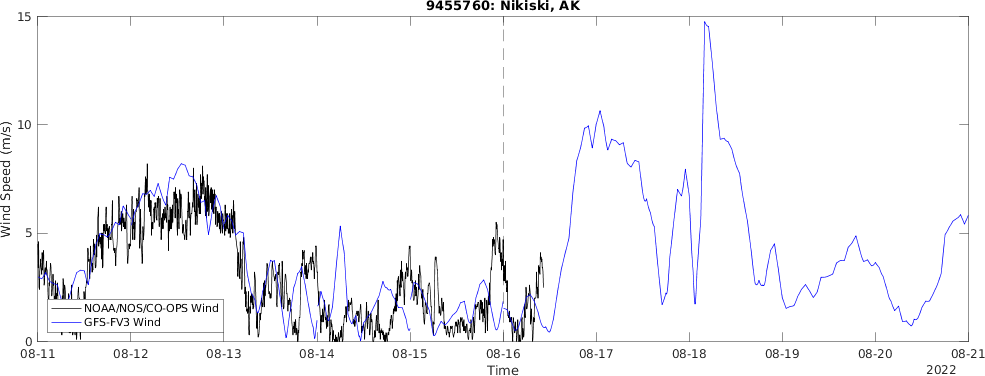 9455760: Nikiski, AK
Wind Speed (m/s)
15
10
5
0
NOAA/NOS/CO-OPS Wind
GFS-FV3 Wind
08-11 08-12 08-13 08-14 08-15 08-16 08-17 08-18 08-19 08-20 08-21
Time
2022